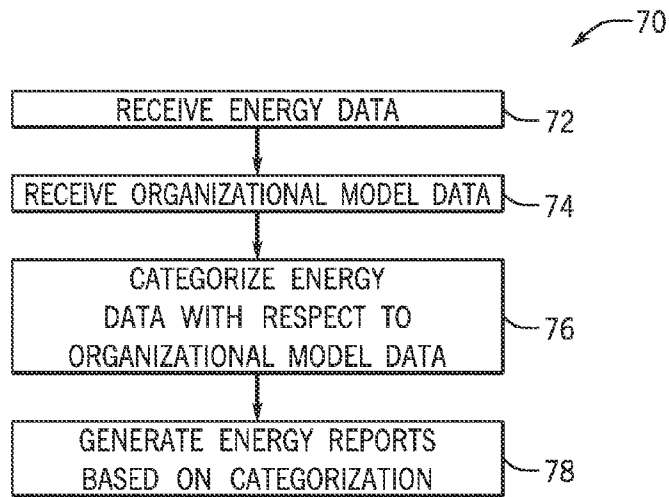 70
RECEIVE ENERGY DATA
72
RECEIVE ORGANIZATIONAL MODEL DATA
74
CATEGORIZE ENERGY
DATA WITH RESPECT TO
ORGANIZATIONAL MODEL DATA
76
GENERATE ENERGY REPORTS
BASED ON CATEGORIZATION
78